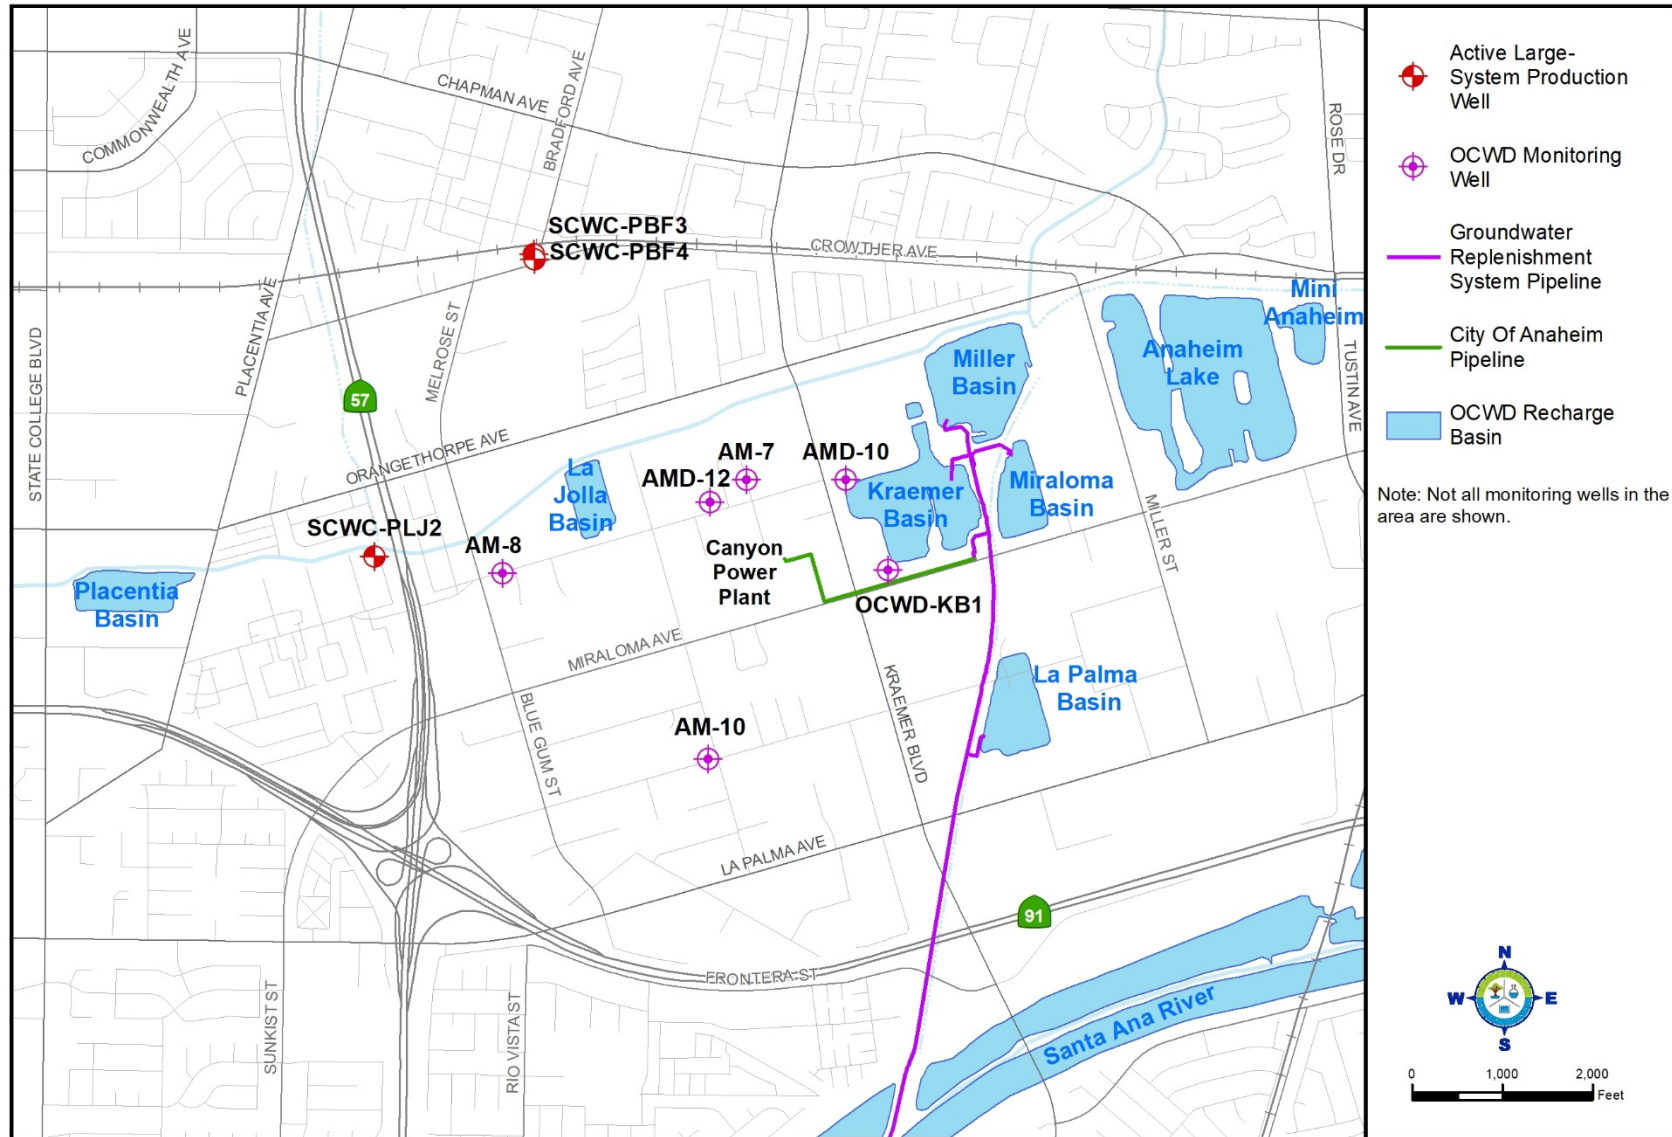 COMMONWEALTH AVE
CHAPMAN AVE
BRADFORD AVE
ROSE DR
SCWC-PBF3
SCWC-PBF4
CROWTHER AVE
PLACENTIA AVE
STATE COLLEGE BLVD
MELROSE ST
57
ORANGETHORPE AVE
Mini
Anaheim
Anaheim
Lake
TUSTIN AVE
Miller
Basin
La
Jolla
Basin
AM-7
AMD-12
AMD-10
Kraemer
Basin
Miraloma
Basin
MILLER ST
SCWC-PLJ2
AM-8
Canyon
Power
Plant
OCWD-KB1
Placentia
Basin
MIRALOMA AVE
La Palma
Basin
BLUE GUM ST
KRAEMER BLVD
AM-10
LA PALMA AVE
91
FRONTERA ST
SUNKIST ST
RIO VISTA ST
Santa Ana River
Active Large-
System Production
Well
OCWD Monitoring
Well
Groundwater
Replenishment
System Pipeline
City Of Anaheim
Pipeline
OCWD Recharge
Basin
Note: Not all monitoring wells in the
area are shown.
N
W E
S
0 1,000 2,000
Feet